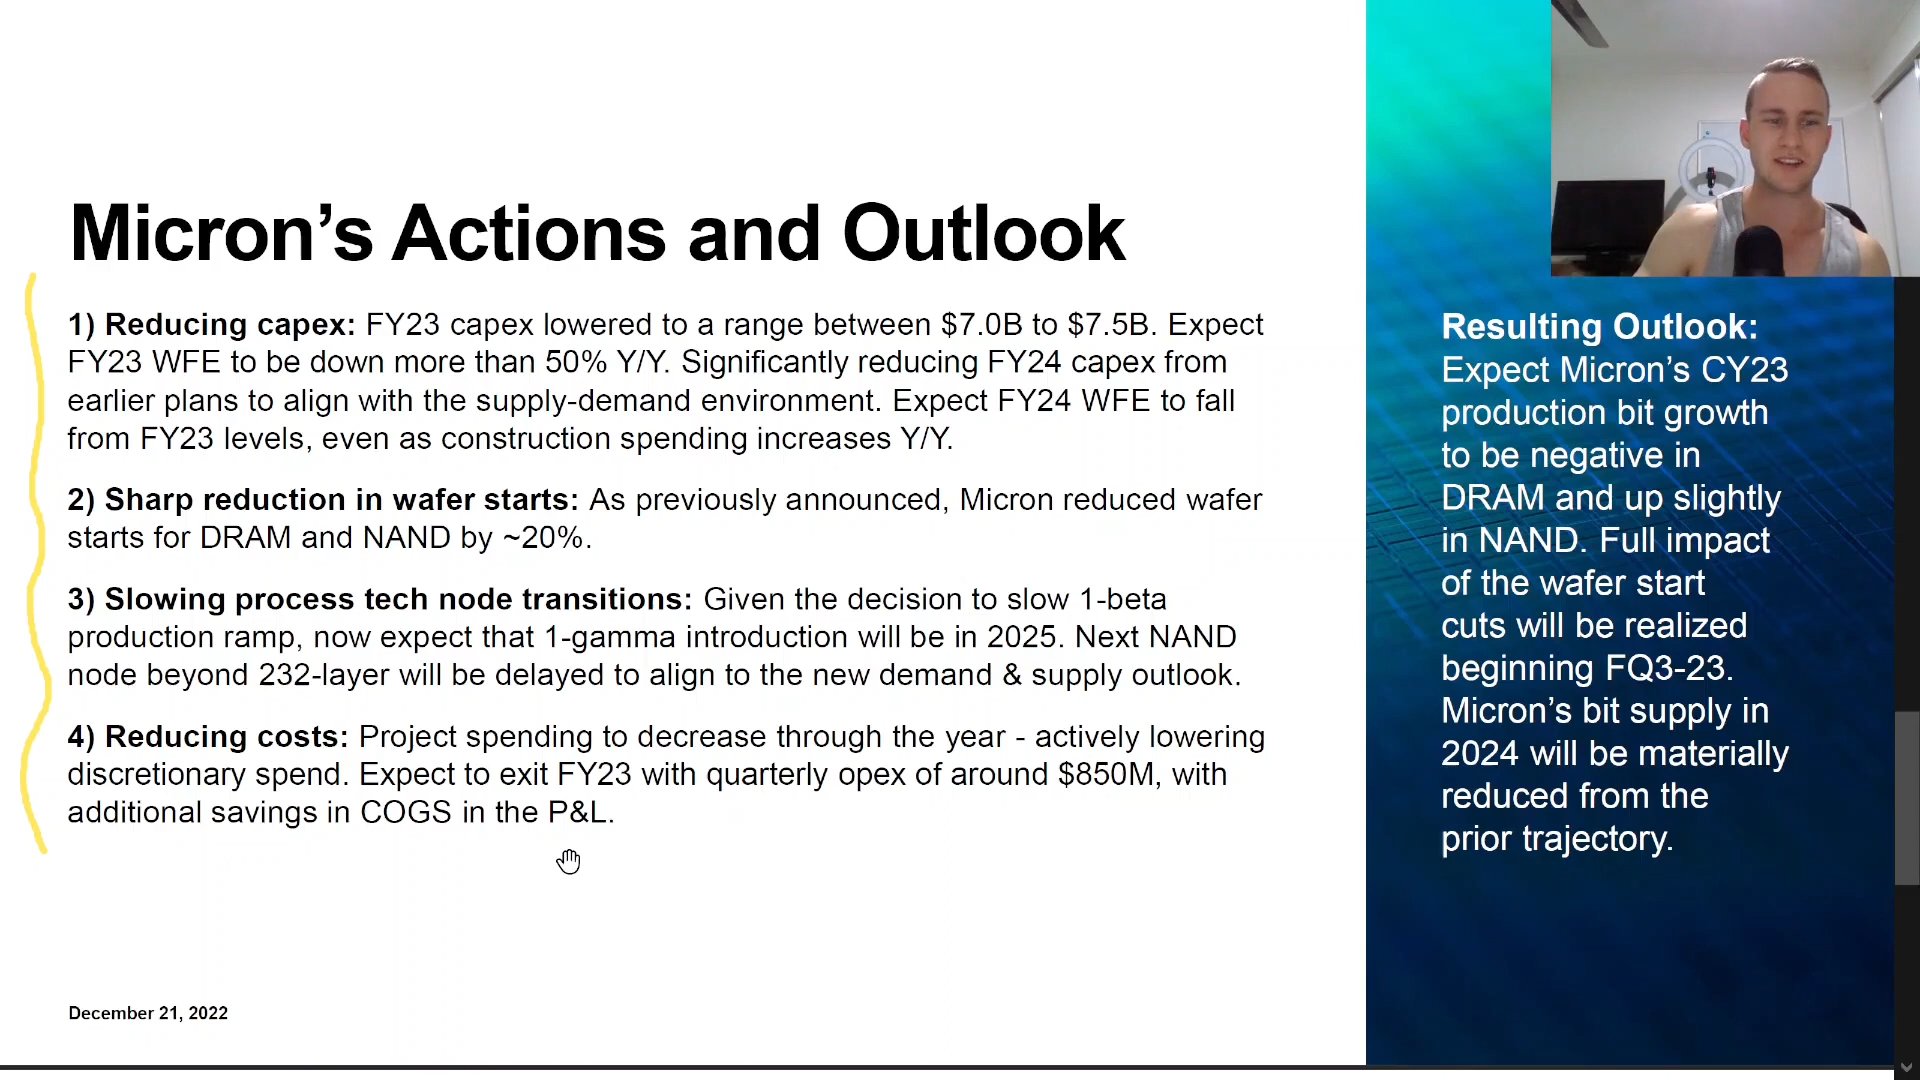 Micron’s Actions and Outlook
1) Reducing capex: FY23 capex lowered to a range between $7.0B to $7.5B. Expect
FY23 WFE to be down more than 50% Y/Y. Significantly reducing FY24 capex from
earlier plans to align with the supply-demand environment. Expect FY24 WFE to fall
from FY23 levels, even as construction spending increases Y/Y.
2) Sharp reduction in wafer starts: As previously announced, Micron reduced wafer
starts for DRAM and NAND by ~20%.
3) Slowing process tech node transitions: Given the decision to slow 1-beta
production ramp, now expect that 1-gamma introduction will be in 2025. Next NAND
node beyond 232-layer will be delayed to align to the new demand & supply outlook.
4) Reducing costs: Project spending to decrease through the year - actively lowering
discretionary spend. Expect to exit FY23 with quarterly opex of around $850M, with
additional savings in COGS in the P&L.
December 21, 2022
Resulting Outlook:
Expect Micron’s CY23
production bit growth
to be negative in
DRAM and up slightly
in NAND. Full impact
of the wafer start
cuts will be realized
beginning FQ3-23.
Micron’s bit supply in
2024 will be materially
reduced from the
prior trajectory.